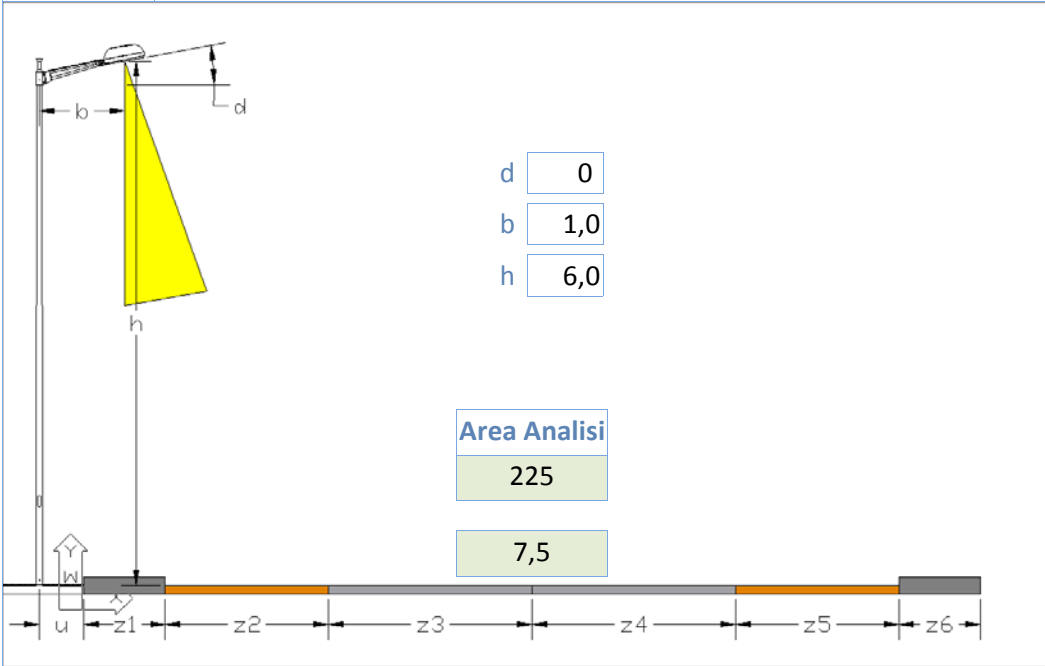 b
d
d 0
b 1,0
h 6,0
h
Area Analisi
225
7,5
Y
W
X
u z1 z2 z3 z4 z5 z6